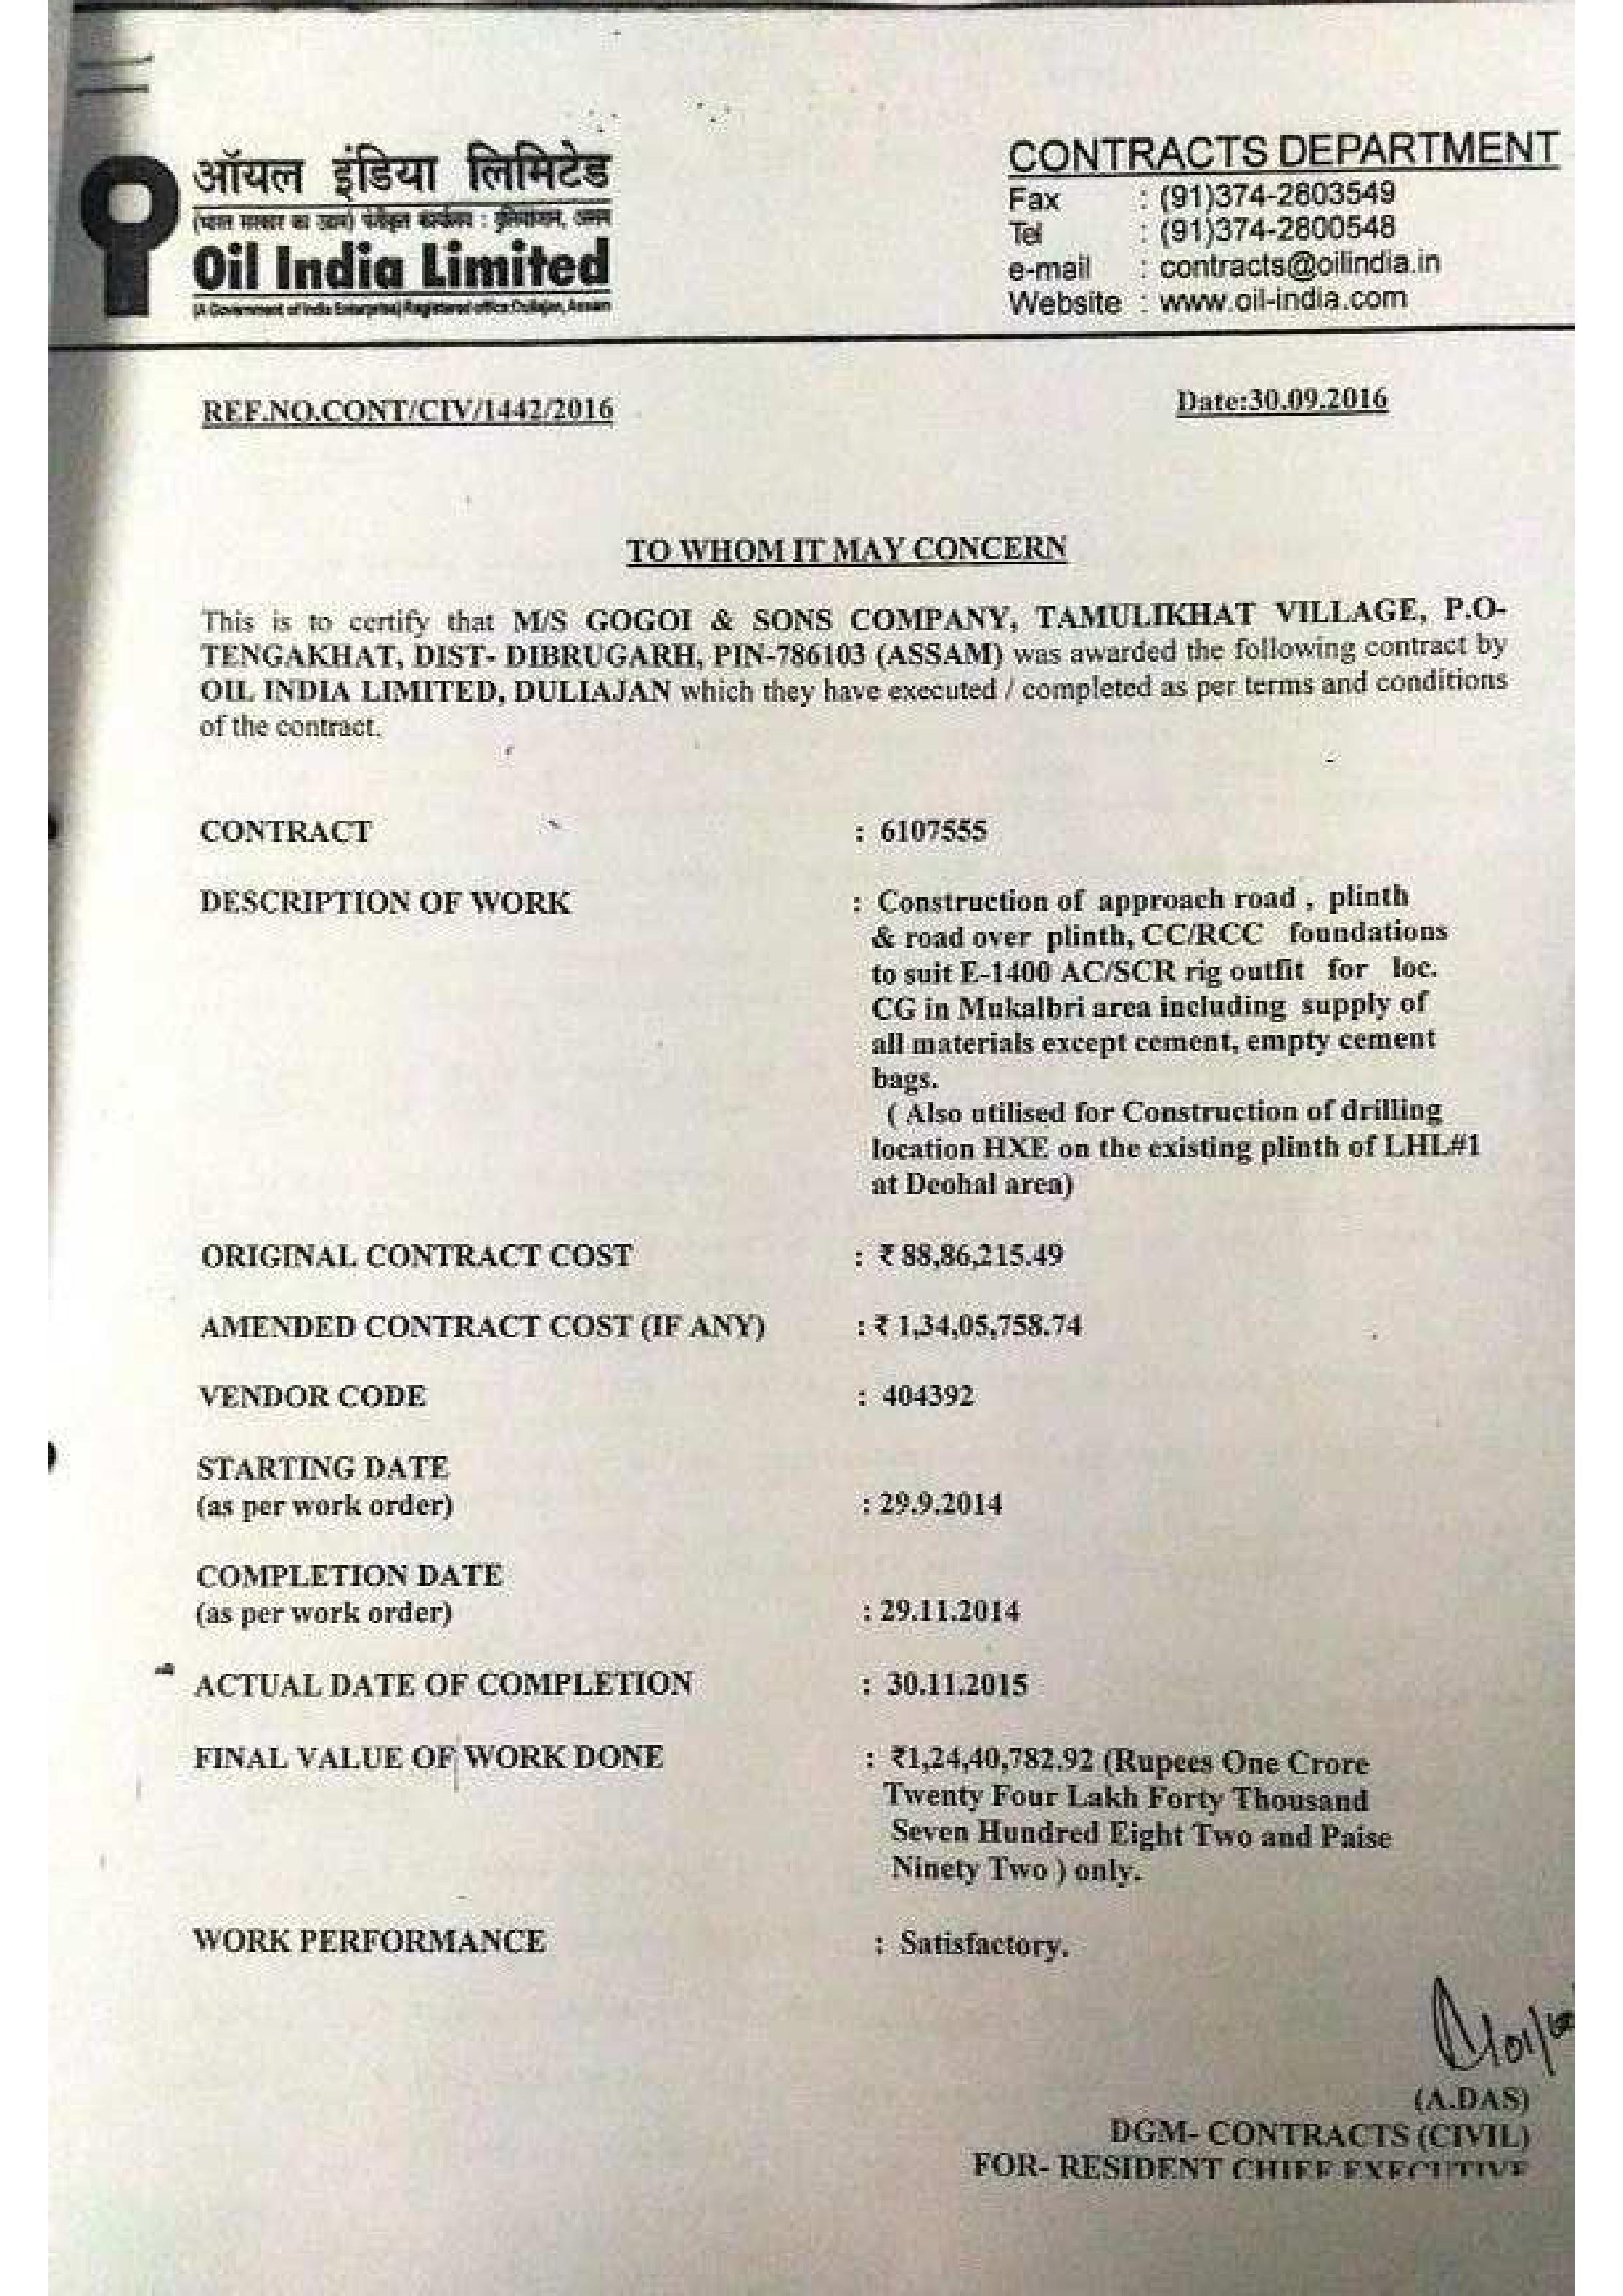 ऑयल इंडिया लिमिटेड
(भारत सरकार का उद्यम) पंजीकृत कार्यालय : दुलियाजान, असम
Oil India Limited
(A Government of India Enterprise) Registered office Duliajan, Assam
CONTRACTS DEPARTMENT
Fax : (91)374-2803549
Tel : (91)374-2800548
e-mail : contracts@oilindia.in
Website : www.oil-india.com
REF.NO.CONT/CIV/1442/2016
Date:30.09.2016
TO WHOM IT MAY CONCERN
This is to certify that M/S GOGOI & SONS COMPANY, TAMULIKHAT VILLAGE, P.O-
TENGAKHAT, DIST- DIBRUGARH, PIN-786103 (ASSAM) was awarded the following contract by
OIL INDIA LIMITED, DULIAJAN which they have executed / completed as per terms and conditions
of the contract.
CONTRACT : 6107555
DESCRIPTION OF WORK : Construction of approach road , plinth
& road over plinth, CC/RCC foundations
to suit E-1400 AC/SCR rig outfit for loc.
CG in Mukalbri area including supply of
all materials except cement, empty cement
bags.
( Also utilised for Construction of drilling
location HXE on the existing plinth of LHL#1
at Deohal area)
ORIGINAL CONTRACT COST : ₹ 88,86,215.49
AMENDED CONTRACT COST (IF ANY) : ₹ 1,34,05,758.74
VENDOR CODE : 404392
STARTING DATE
(as per work order) : 29.9.2014
COMPLETION DATE
(as per work order) : 29.11.2014
ACTUAL DATE OF COMPLETION : 30.11.2015
FINAL VALUE OF WORK DONE : ₹1,24,40,782.92 (Rupees One Crore
Twenty Four Lakh Forty Thousand
Seven Hundred Eight Two and Paise
Ninety Two ) only.
WORK PERFORMANCE : Satisfactory.
(A.DAS)
DGM- CONTRACTS (CIVIL)
FOR- RESIDENT CHIEF EXECUTIVE